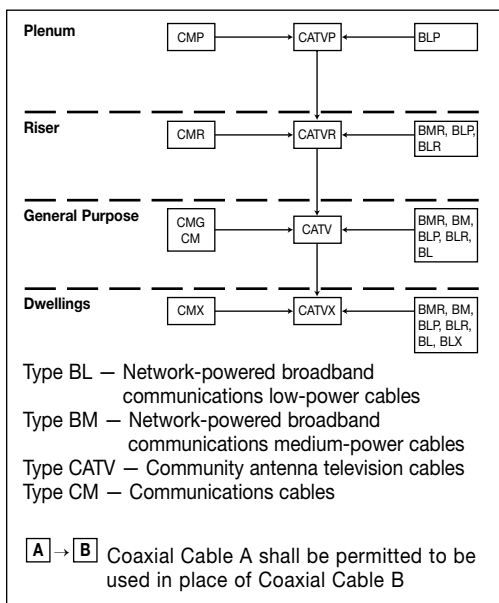 Plenum
CMP
CATVP
BLP
Riser
CMR
CATVR
BMR, BLP,
BLR
General Purpose
CMG
CM
CATV
BMR, BM,
BLP, BLR,
BL
Dwellings
CMX
CATVX
BMR, BM,
BLP, BLR,
BL, BLX
Type BL — Network-powered broadband
communications low-power cables
Type BM — Network-powered broadband
communications medium-power cables
Type CATV — Community antenna television cables
Type CM — Communications cables
A → B Coaxial Cable A shall be permitted to be
used in place of Coaxial Cable B